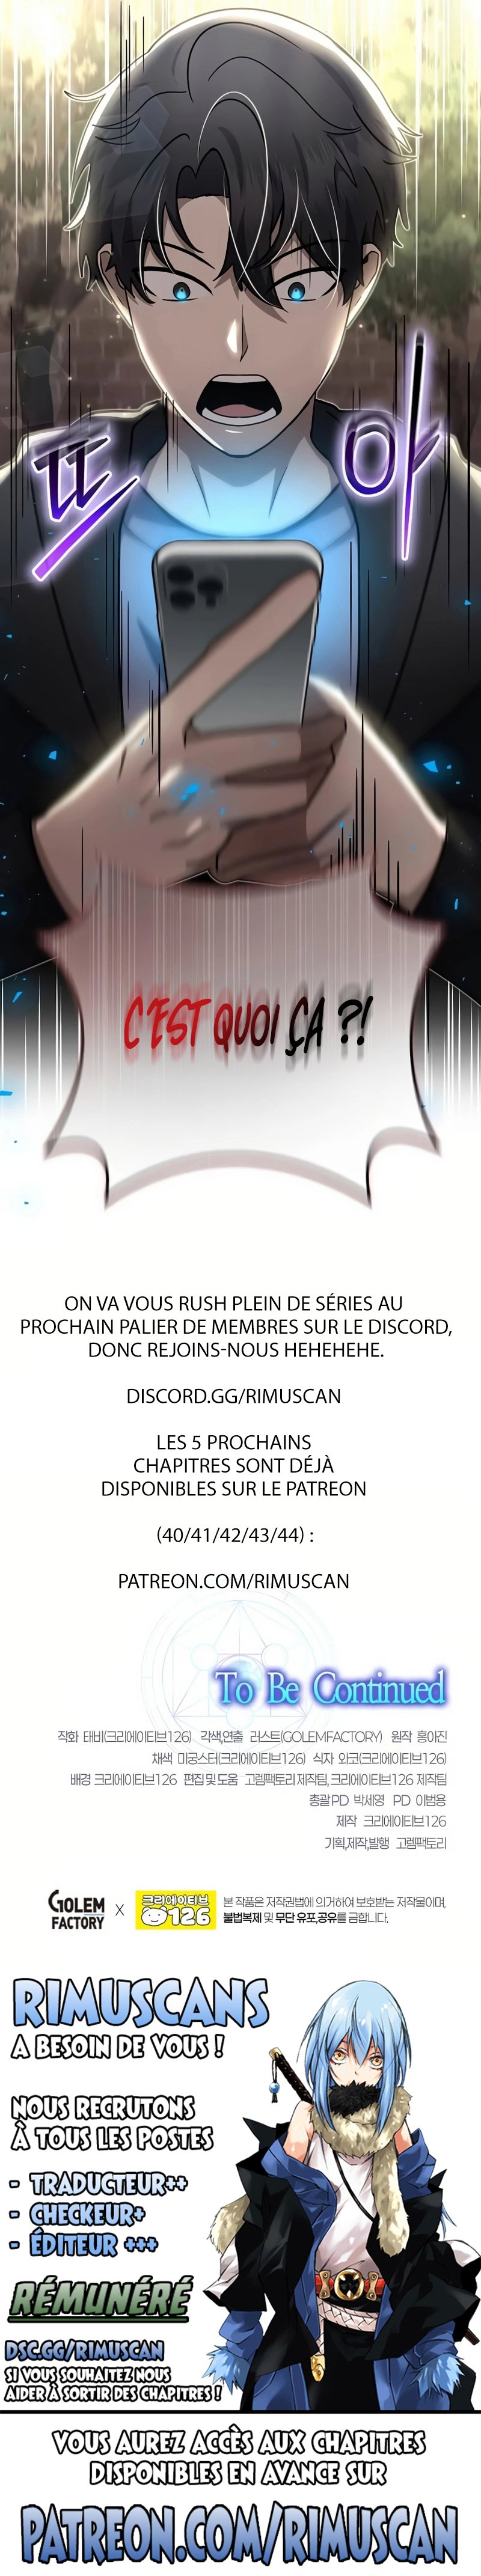 뜨
아
C'EST QUOI ÇA ?!
ON VA VOUS RUSH PLEIN DE SÉRIES AU
PROCHAIN PALIER DE MEMBRES SUR LE DISCORD,
DONC REJOINS-NOUS HEHEHEHE.
DISCORD.GG/RIMUSCAN
LES 5 PROCHAINS
CHAPITRES SONT DÉJÀ
DISPONIBLES SUR LE PATREON
(40/41/42/43/44) :
PATREON.COM/RIMUSCAN
To Be Continued
작화 태비(크리에이티브126) 각색,연출 러스트(GOLEMFACTORY) 원작 홍아진
채색 미궁스터(크리에이티브126) 식자 와코(크리에이티브126)
배경 크리에이티브126 편집 및 도움 고렘팩토리 제작팀, 크리에이티브126 제작팀
총괄 PD 박세영 PD 이범용
제작 크리에이티브126
기획,제작,발행 고렘팩토리
GOLEM
FACTORY
X
크리에이티브
126
본 작품은 저작권법에 의거하여 보호받는 저작물이며,
불법복제 및 무단 유포,공유를 금합니다.
RIMUSCANS
A BESOIN DE VOUS !
NOUS RECRUTONS
À TOUS LES POSTES
- TRADUCTEUR++
- CHECKEUR+
- ÉDITEUR +++
RÉMUNÉRÉ
DSC.GG/RIMUSCAN
SI VOUS SOUHAITEZ NOUS
AIDER À SORTIR DES CHAPITRES !
VOUS AUREZ ACCÈS AUX CHAPITRES
DISPONIBLES EN AVANCE SUR
PATREON.COM/RIMUSCAN